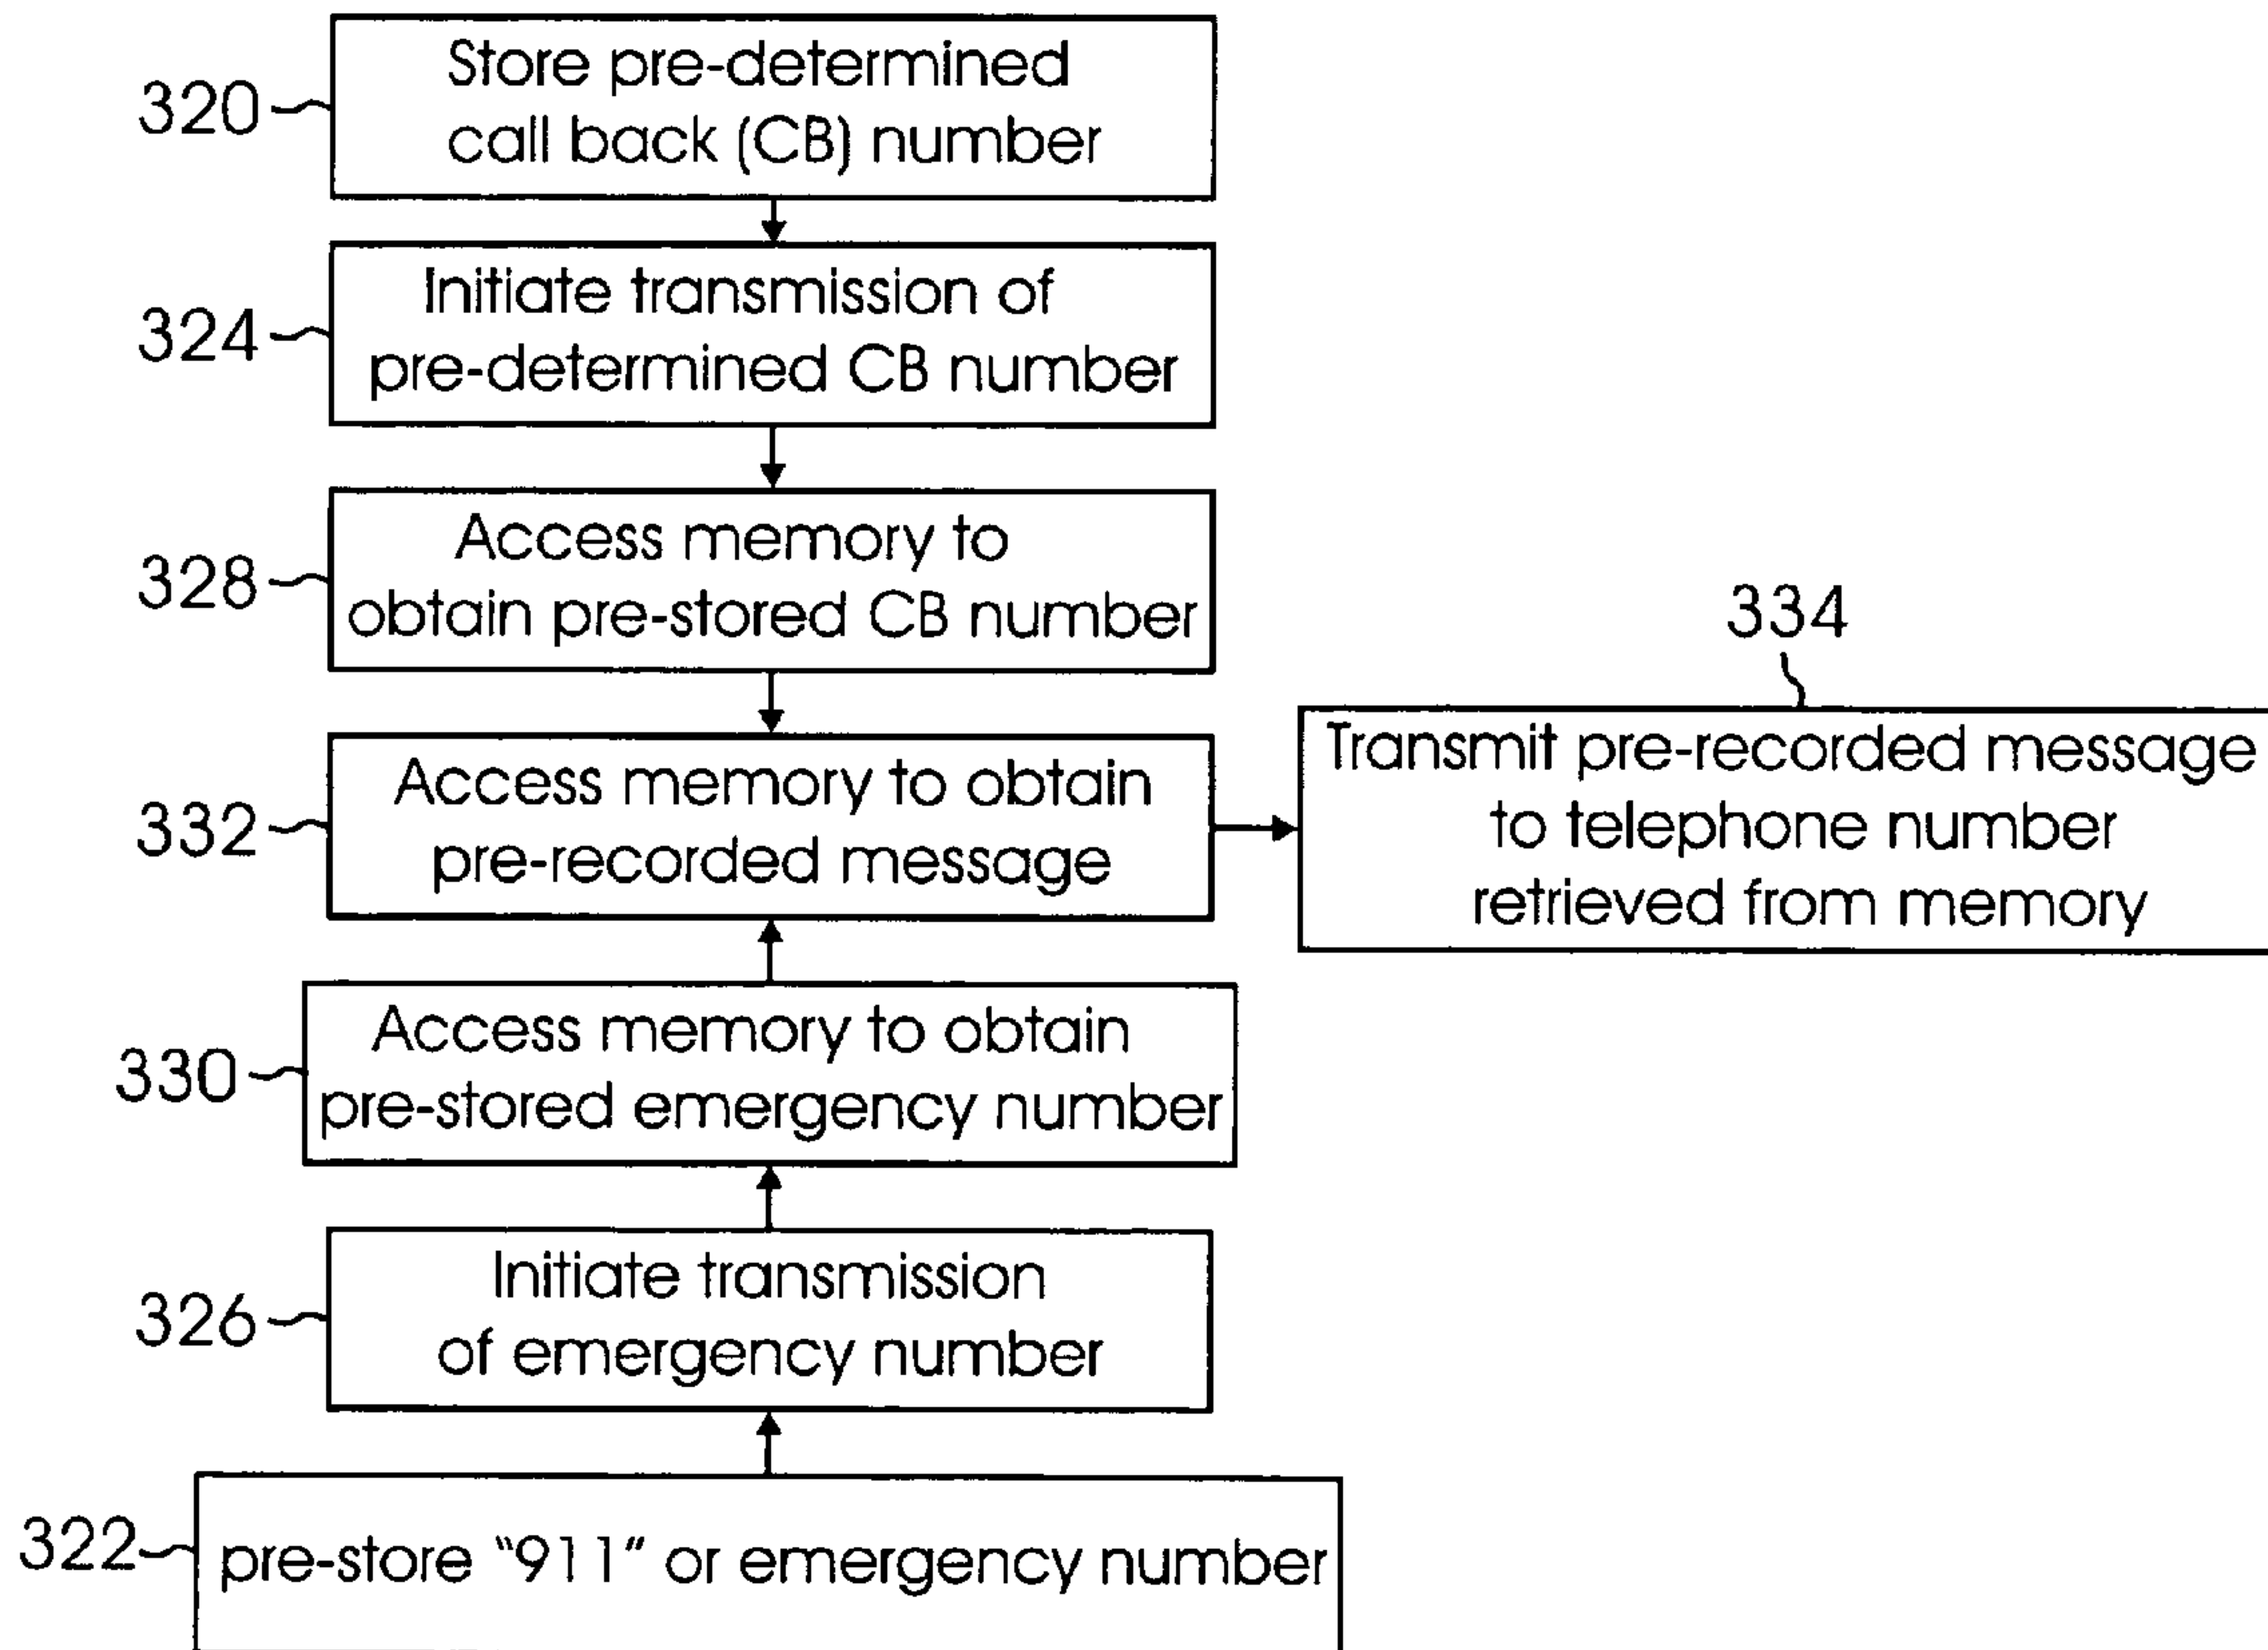 320
Store pre-determined
call back (CB) number
324
Initiate transmission of
pre-determined CB number
328
Access memory to
obtain pre-stored CB number
332
Access memory to obtain
pre-recorded message
334
Transmit pre-recorded message
to telephone number
retrieved from memory
330
Access memory to obtain
pre-stored emergency number
326
Initiate transmission
of emergency number
322
pre-store “911” or emergency number